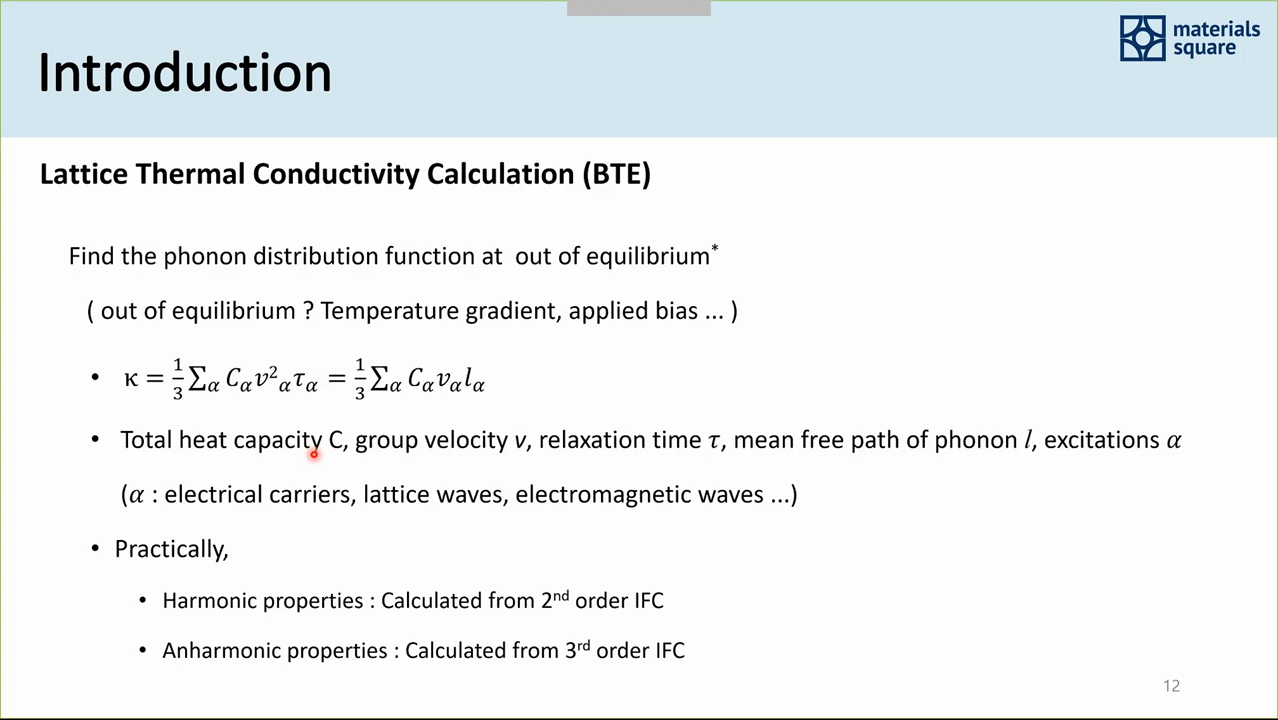 materials
square
Introduction
Lattice Thermal Conductivity Calculation (BTE)
Find the phonon distribution function at out of equilibrium*
( out of equilibrium ? Temperature gradient, applied bias ... )
• κ = 1/3 ∑α Cα v²α τα = 1/3 ∑α Cα vα lα
• Total heat capacity C, group velocity v, relaxation time τ, mean free path of phonon l, excitations α
(α : electrical carriers, lattice waves, electromagnetic waves ...)
• Practically,
• Harmonic properties : Calculated from 2nd order IFC
• Anharmonic properties : Calculated from 3rd order IFC
12